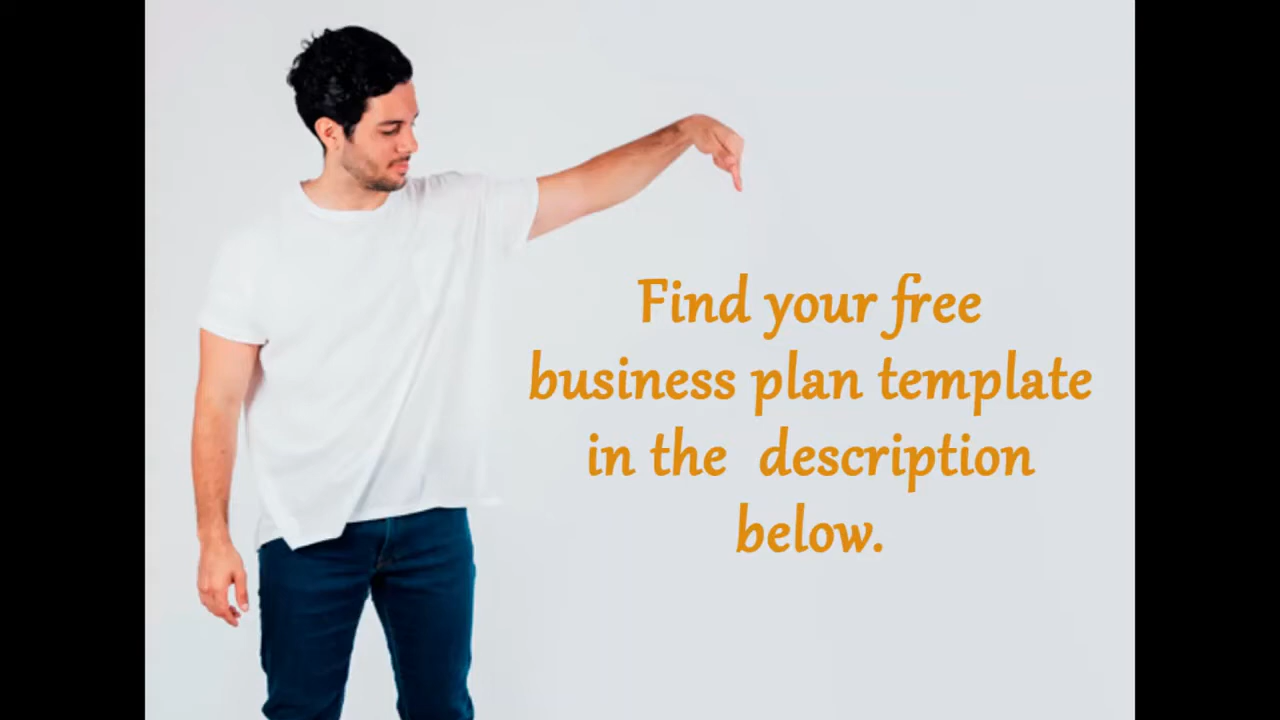 Find your free
business plan template
in the  description
below.